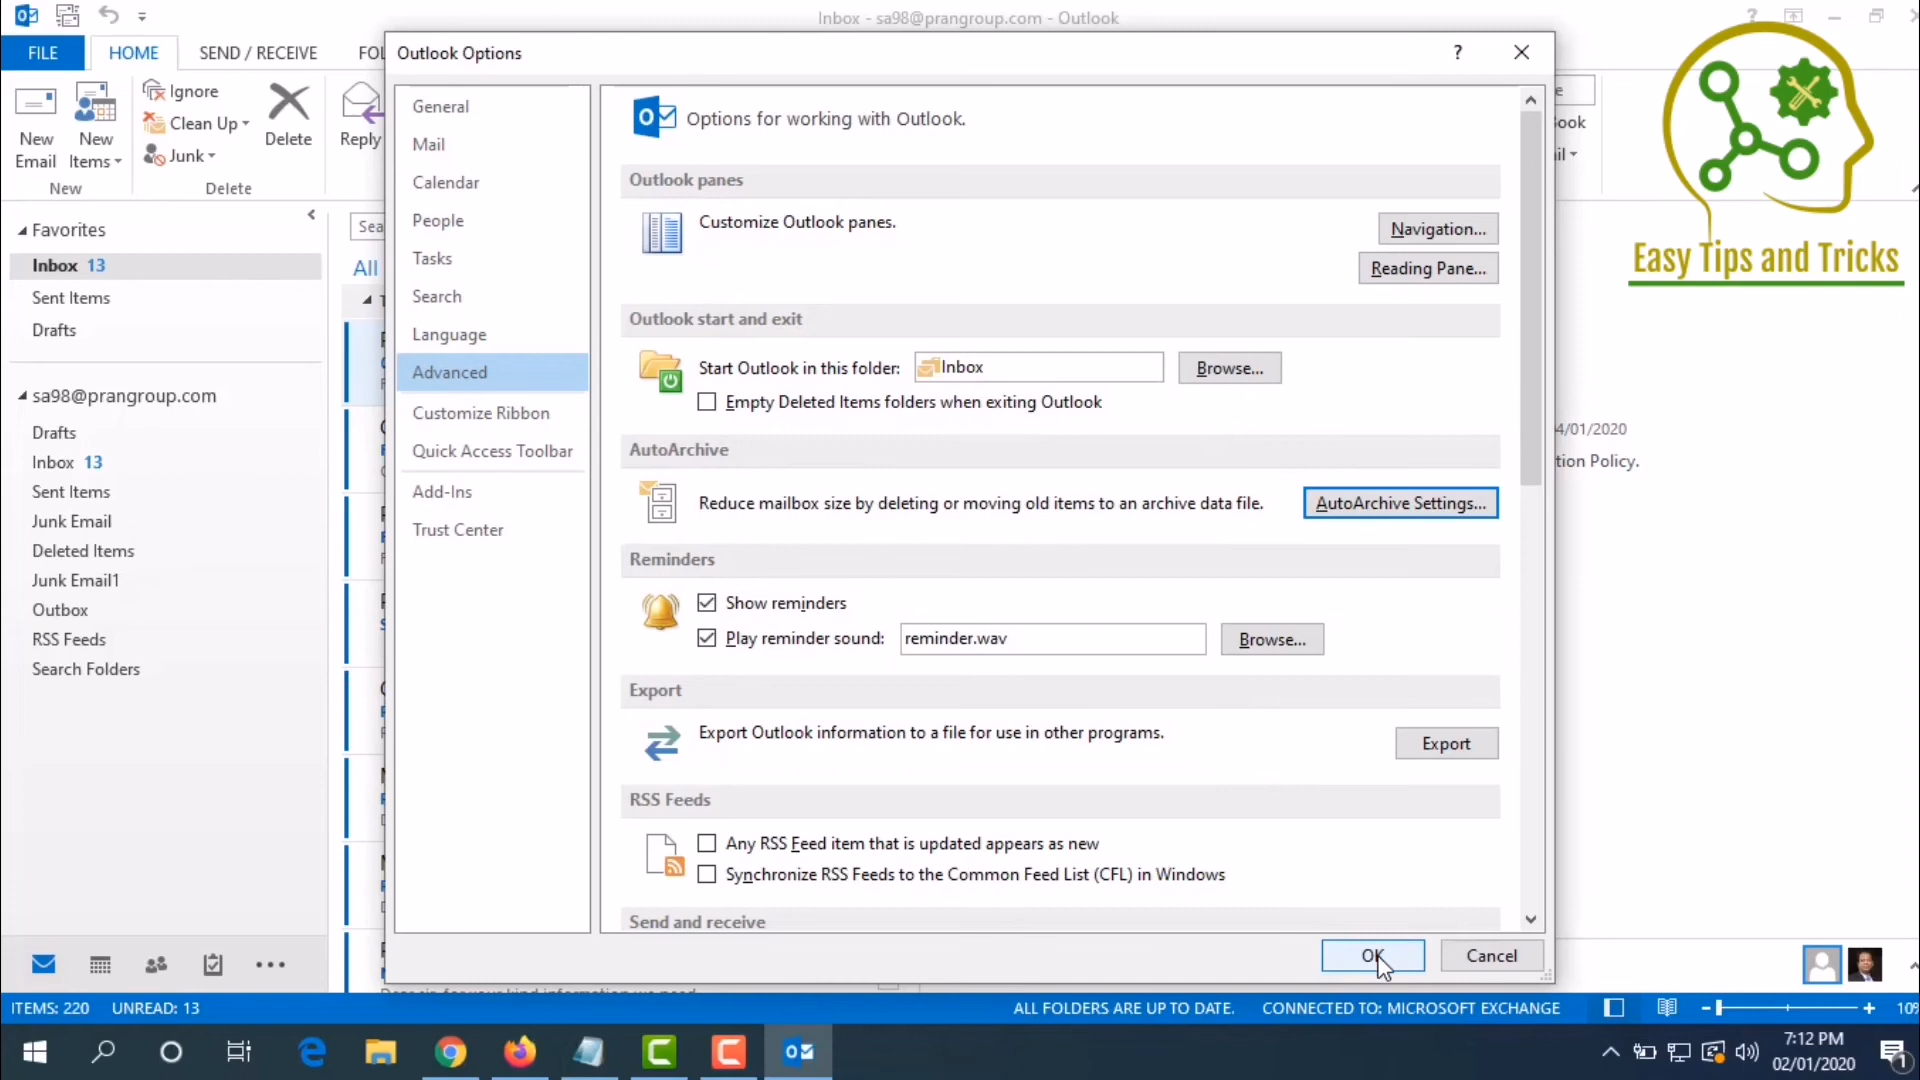 Inbox - sa98@prangroup.com - Outlook
FILE
HOME
SEND / RECEIVE
FOL
New Email
New Items
New
Ignore
Clean Up
Junk
Delete
Delete
Reply
Favorites
Inbox 13
Sent Items
Drafts
sa98@prangroup.com
Drafts
Inbox 13
Sent Items
Junk Email
Deleted Items
Junk Email1
Outbox
RSS Feeds
Search Folders
Sea
All
Outlook Options
?
General
Mail
Calendar
People
Tasks
Search
Language
Advanced
Customize Ribbon
Quick Access Toolbar
Add-Ins
Trust Center
Options for working with Outlook.
Outlook panes
Customize Outlook panes.
Navigation...
Reading Pane...
Outlook start and exit
Start Outlook in this folder: Inbox Browse...
Empty Deleted Items folders when exiting Outlook
AutoArchive
Reduce mailbox size by deleting or moving old items to an archive data file. AutoArchive Settings...
Reminders
Show reminders
Play reminder sound: reminder.wav Browse...
Export
Export Outlook information to a file for use in other programs.
Export
RSS Feeds
Any RSS Feed item that is updated appears as new
Synchronize RSS Feeds to the Common Feed List (CFL) in Windows
Send and receive
OK
Cancel
ook
il
Easy Tips and Tricks
4/01/2020
tion Policy.
ITEMS: 220 UNREAD: 13
ALL FOLDERS ARE UP TO DATE. CONNECTED TO: MICROSOFT EXCHANGE
10%
7:12 PM
02/01/2020
1